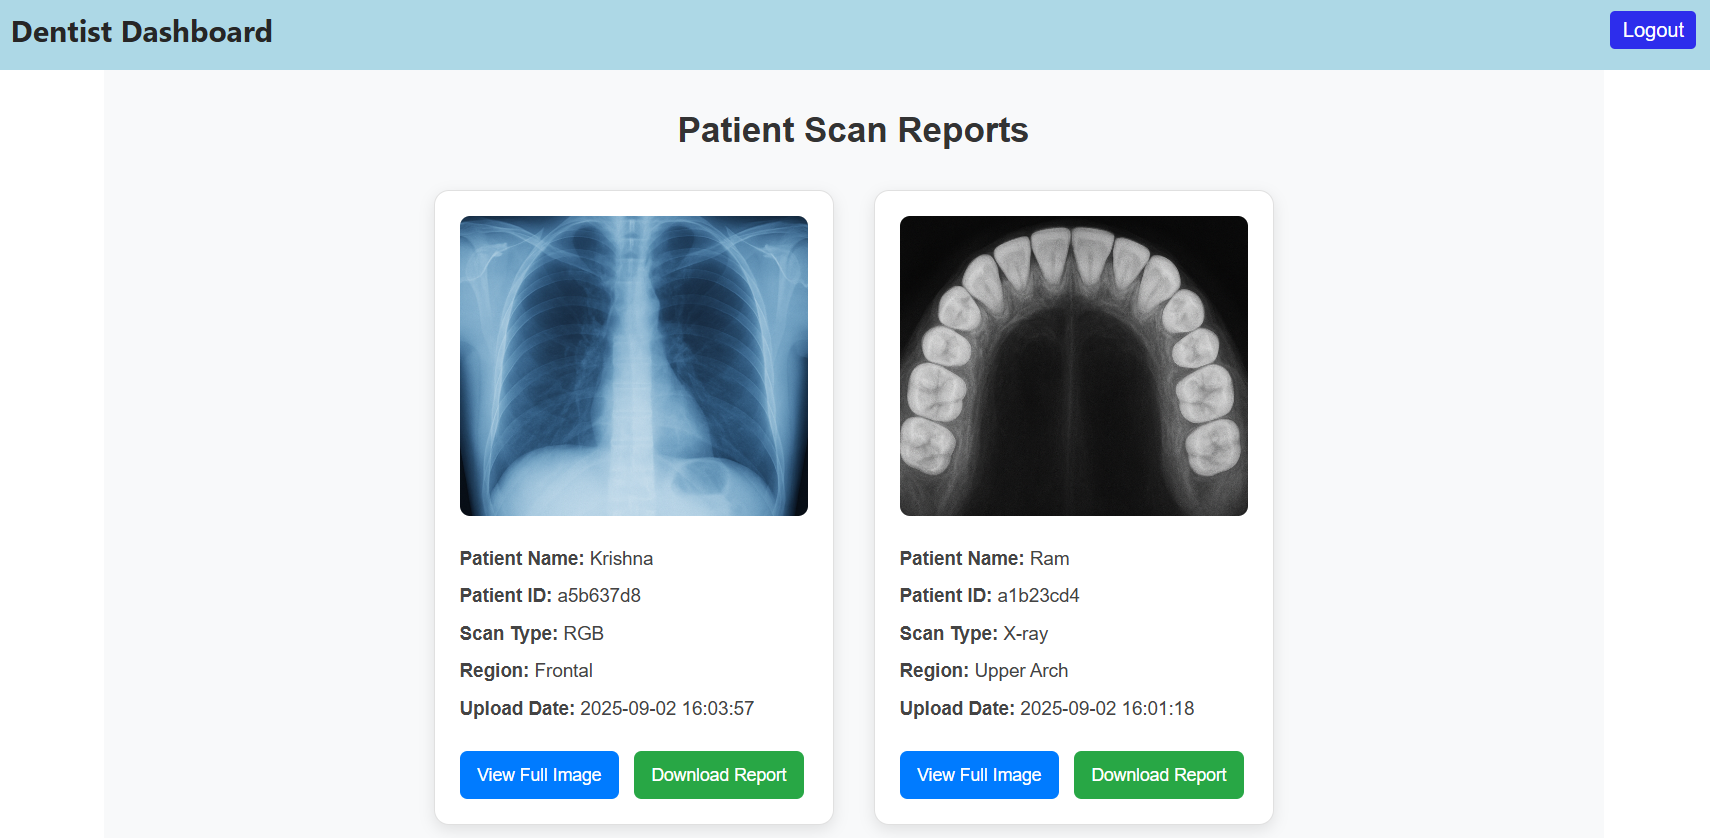 Dentist Dashboard
Logout
Patient Scan Reports
Patient Name: Krishna
Patient ID: a5b637d8
Scan Type: RGB
Region: Frontal
Upload Date: 2025-09-02 16:03:57
View Full Image
Download Report
Patient Name: Ram
Patient ID: a1b23cd4
Scan Type: X-ray
Region: Upper Arch
Upload Date: 2025-09-02 16:01:18
View Full Image
Download Report